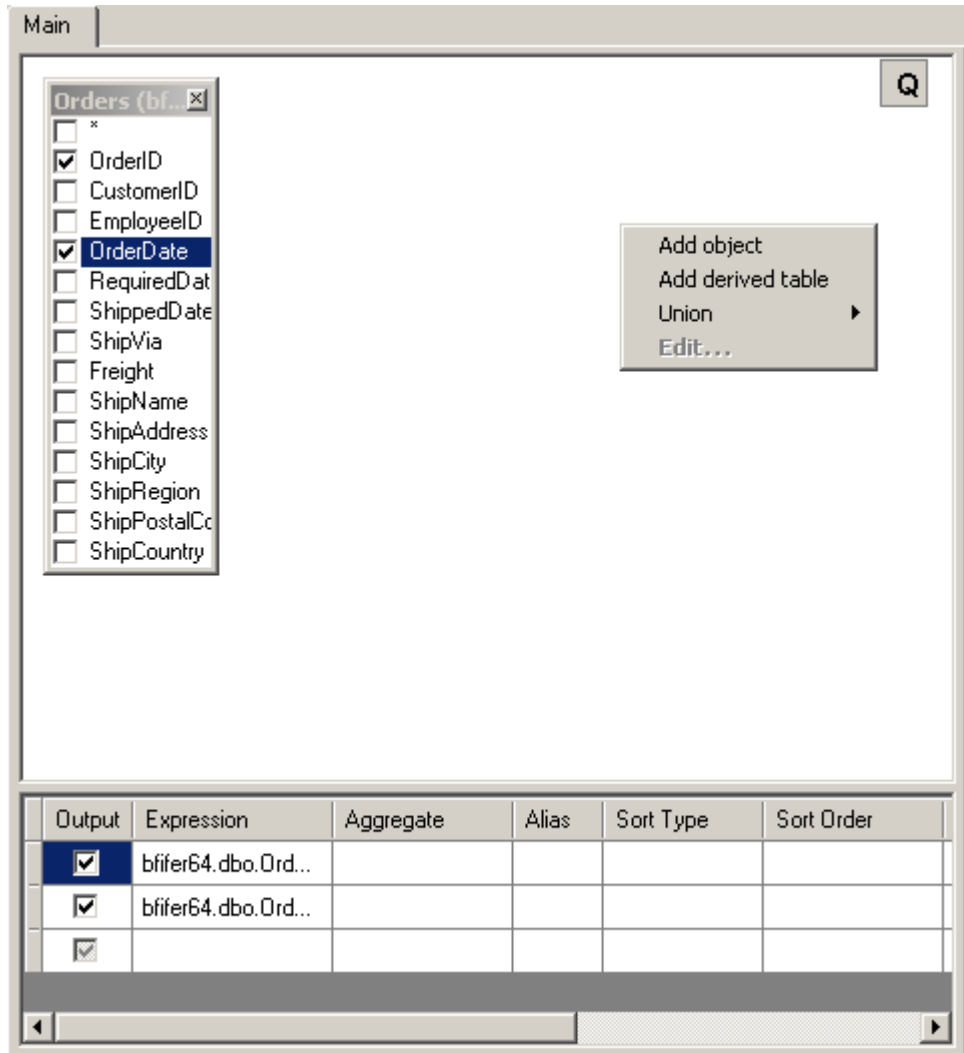 Main
Q
Orders (bf...
*
OrderID
CustomerID
EmployeeID
OrderDate
RequiredDat
ShippedDate
ShipVia
Freight
ShipName
ShipAddress
ShipCity
ShipRegion
ShipPostalCo
ShipCountry
Add object
Add derived table
Union
Edit...
Output Expression Aggregate Alias Sort Type Sort Order
bfifer64.dbo.Ord...
bfifer64.dbo.Ord...